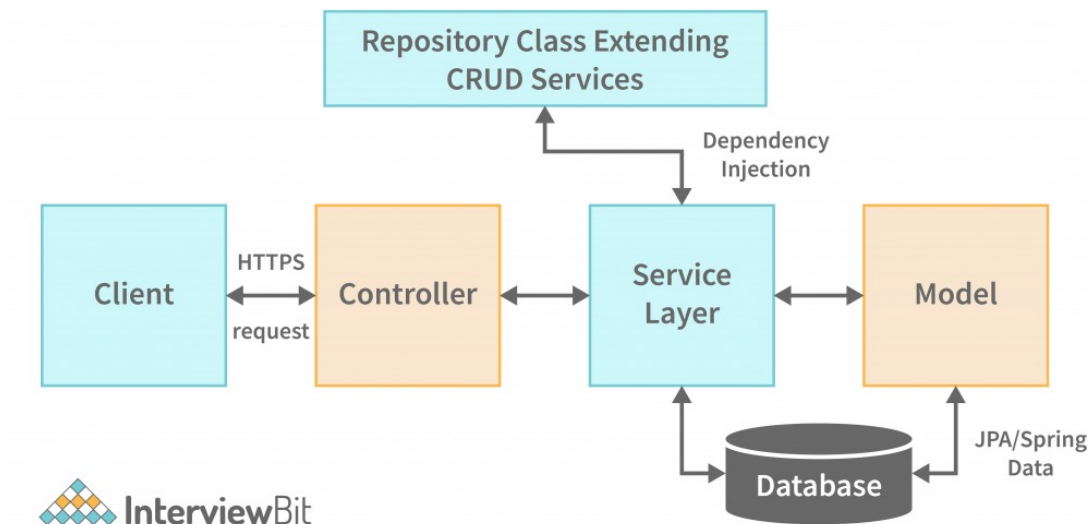 Repository Class Extending
CRUD Services
Dependency
Injection
Client
HTTPS
request
Controller
Service
Layer
Model
JPA/Spring
Data
Database
InterviewBit